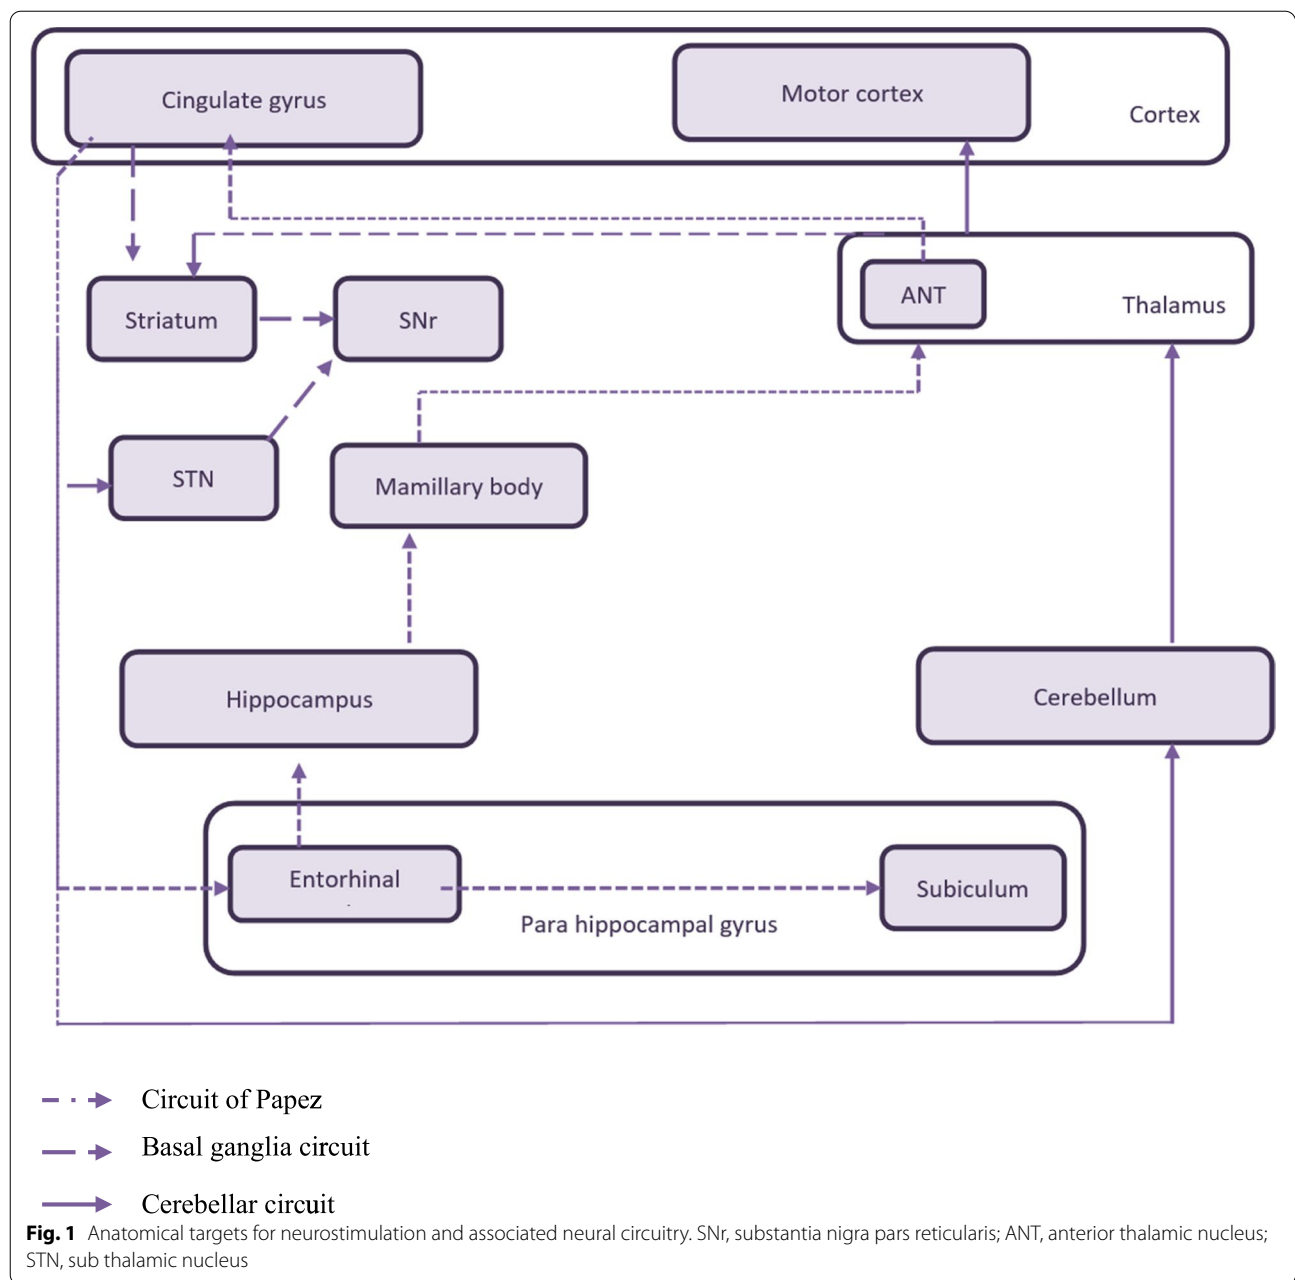 Cingulate gyrus
Motor cortex
Cortex
Striatum
SNr
ANT
Thalamus
STN
Mamillary body
Hippocampus
Cerebellum
Entorhinal
Subiculum
Para hippocampal gyrus
Circuit of Papez
Basal ganglia circuit
Cerebellar circuit
Fig. 1 Anatomical targets for neurostimulation and associated neural circuitry. SNr, substantia nigra pars reticularis; ANT, anterior thalamic nucleus;
STN, sub thalamic nucleus